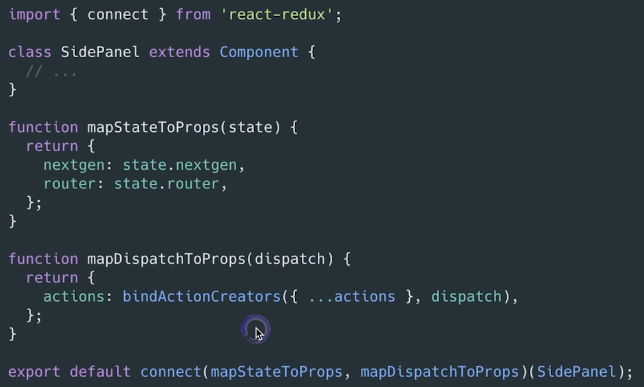 import { connect } from 'react-redux';
class SidePanel extends Component {
// ...
}
function mapStateToProps(state) {
return {
nextgen: state.nextgen,
router: state.router,
};
}
function mapDispatchToProps(dispatch) {
return {
actions: bindActionCreators({ ...actions }, dispatch),
};
}
export default connect(mapStateToProps, mapDispatchToProps)(SidePanel);